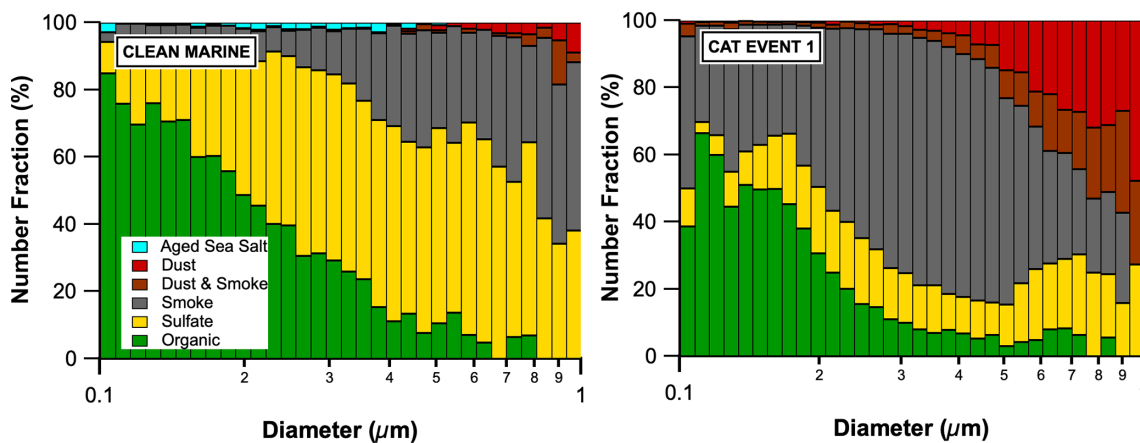 100
80
60
40
20
0
Number Fraction (%)
CLEAN MARINE
Aged Sea Salt
Dust
Dust & Smoke
Smoke
Sulfate
Organic
0.1 2 3 4 5 6 7 8 9 1
Diameter (µm)
100
80
60
40
20
0
Number Fraction (%)
CAT EVENT 1
0.1 2 3 4 5 6 7 8 9
Diameter (µm)